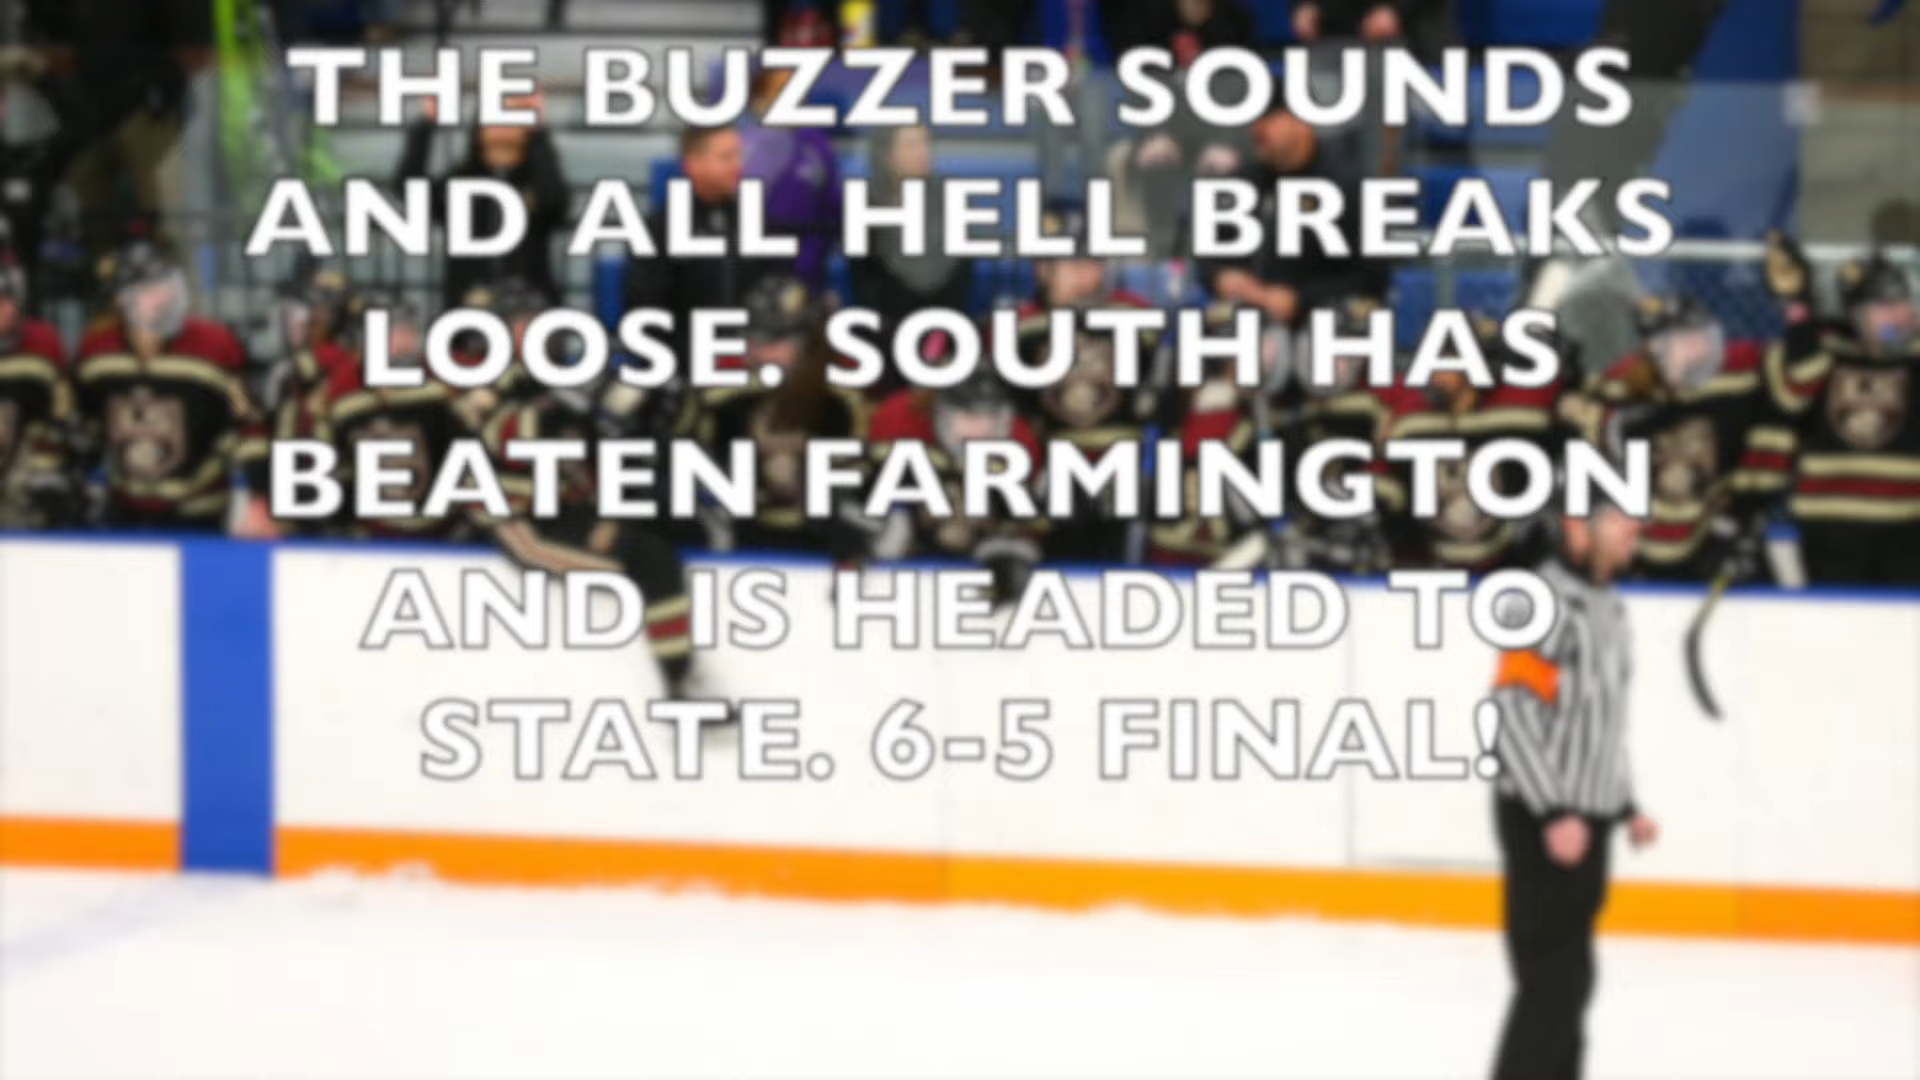 THE BUZZER SOUNDS
AND ALL HELL BREAKS
LOOSE. SOUTH HAS
BEATEN FARMINGTON
AND IS HEADED TO
STATE. 6-5 FINAL!